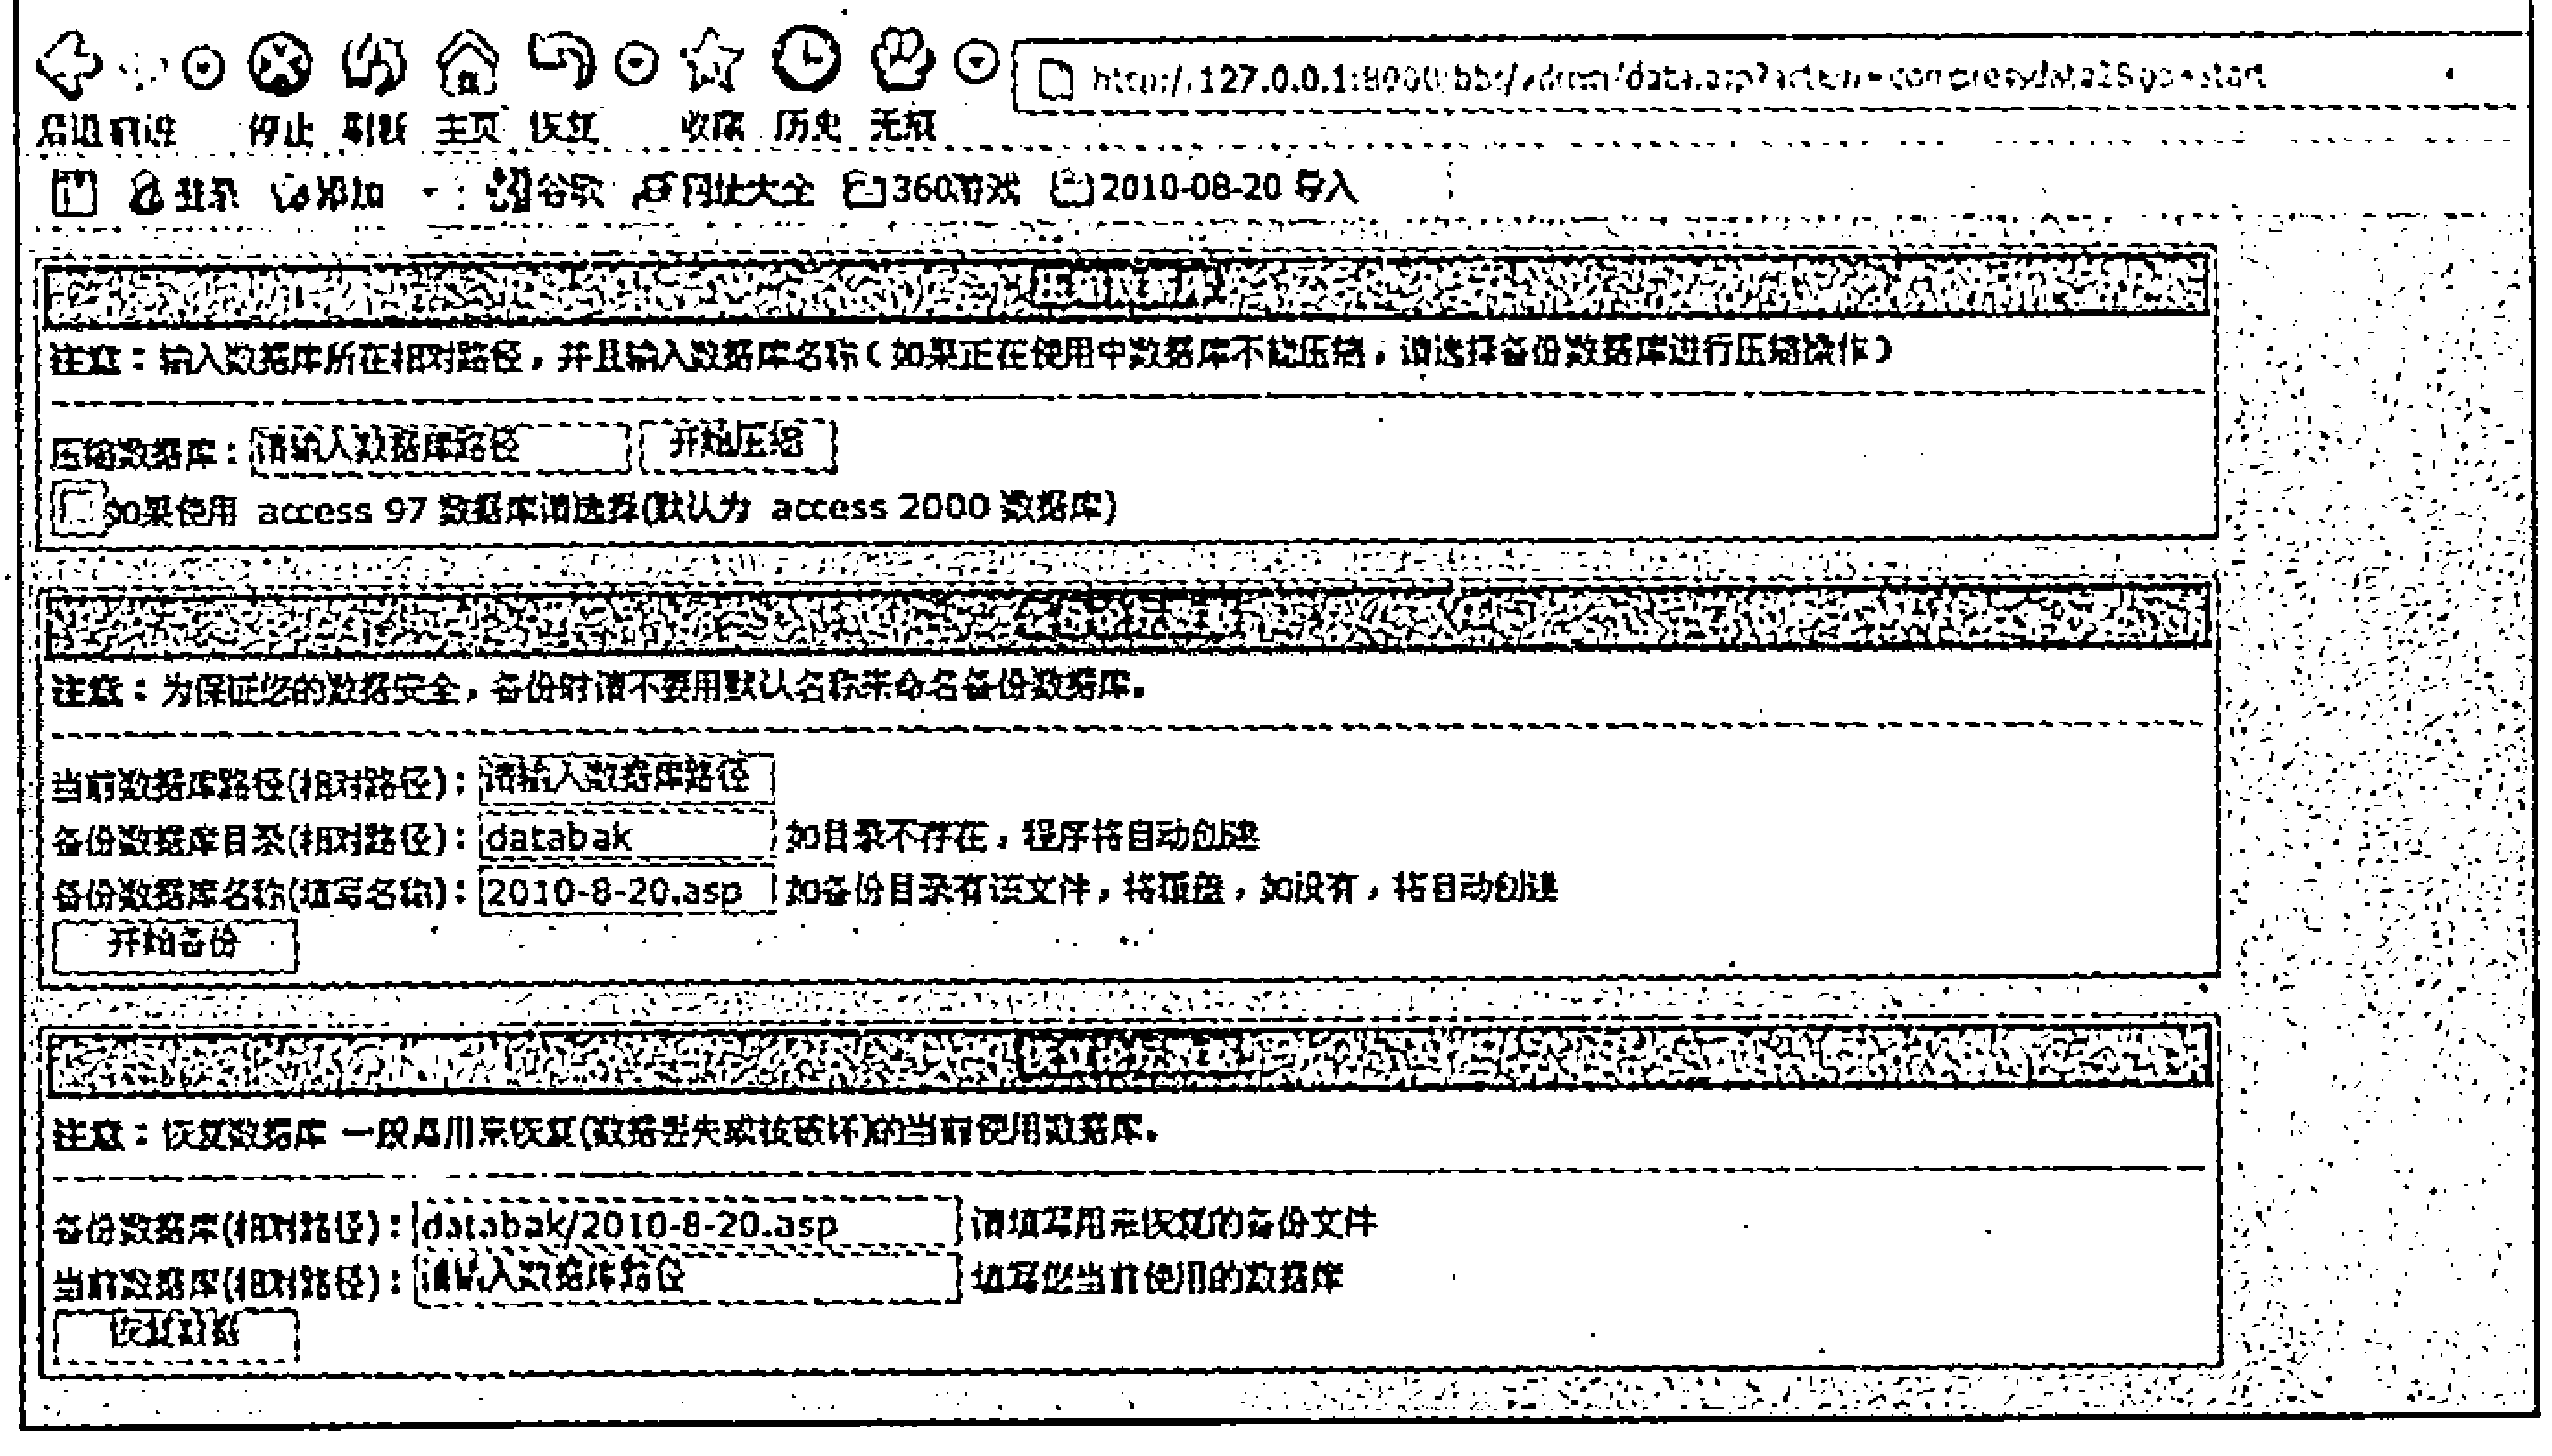 后退 前进 停止 刷新 主页 恢复 收藏 历史 无痕
登录 添加 谷歌 网址大全 360游戏 2010-08-20 导入
压缩数据库
注意：输入数据库所在相对路径，并且输入数据库名称（如果正在使用中数据库不能压缩，请选择备份数据库进行压缩操作）
压缩数据库：请输入数据库路径 开始压缩
如果使用 access 97 数据库请选择(默认为 access 2000 数据库)
注意：为保证您的数据安全，备份时请不要用默认名称来命名备份数据库。
当前数据库路径(相对路径)：请输入数据库路径
备份数据库目录(相对路径)：databak 如目录不存在，程序将自动创建
备份数据库名称(填写名称)：2010-8-20.asp 如备份目录有该文件，将覆盖，如没有，将自动创建
开始备份
注意：恢复数据库 一般是用来恢复(数据丢失或被破坏)的当前使用数据库。
备份数据库(相对路径)：databak/2010-8-20.asp 请填写用来恢复的备份文件
当前数据库(相对路径)：请输入数据库路径 填写您当前使用的数据库
恢复数据